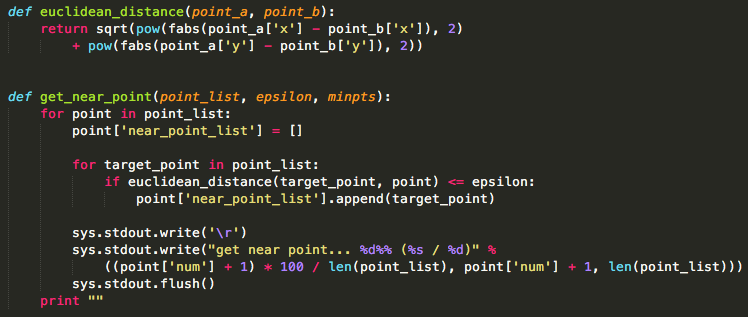 def euclidean_distance(point_a, point_b):
    return sqrt(pow(fabs(point_a['x'] - point_b['x']), 2)
        + pow(fabs(point_a['y'] - point_b['y']), 2))
def get_near_point(point_list, epsilon, minpts):
    for point in point_list:
        point['near_point_list'] = []
        for target_point in point_list:
            if euclidean_distance(target_point, point) <= epsilon:
                point['near_point_list'].append(target_point)
        sys.stdout.write('\r')
        sys.stdout.write("get near point... %d%% (%s / %d)" %
            ((point['num'] + 1) * 100 / len(point_list), point['num'] + 1, len(point_list)))
        sys.stdout.flush()
    print ""